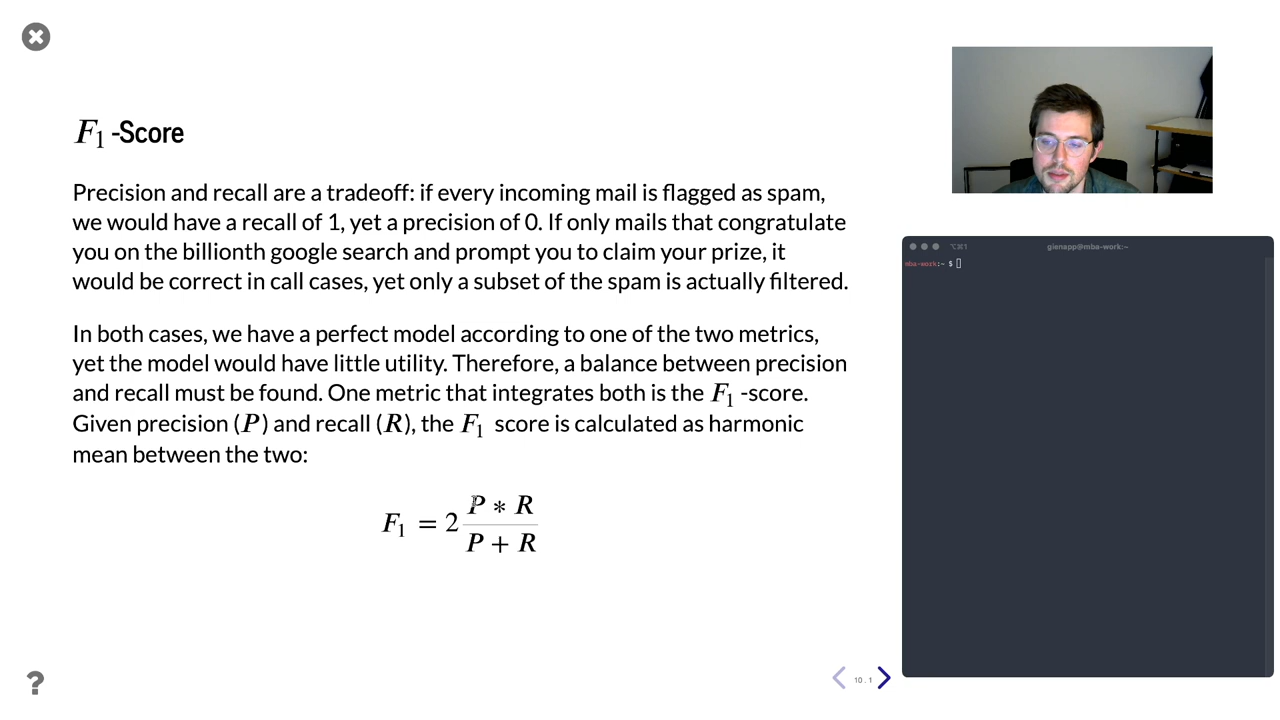 F1 -Score
Precision and recall are a tradeoff: if every incoming mail is flagged as spam,
we would have a recall of 1, yet a precision of 0. If only mails that congratulate
you on the billionth google search and prompt you to claim your prize, it
would be correct in call cases, yet only a subset of the spam is actually filtered.
In both cases, we have a perfect model according to one of the two metrics,
yet the model would have little utility. Therefore, a balance between precision
and recall must be found. One metric that integrates both is the F1 -score.
Given precision (P) and recall (R), the F1 score is calculated as harmonic
mean between the two:
F1 = 2 P * R
P + R
?
10 . 1
⌥⌘1 gienapp@mba-work:~
mba-work:~ $